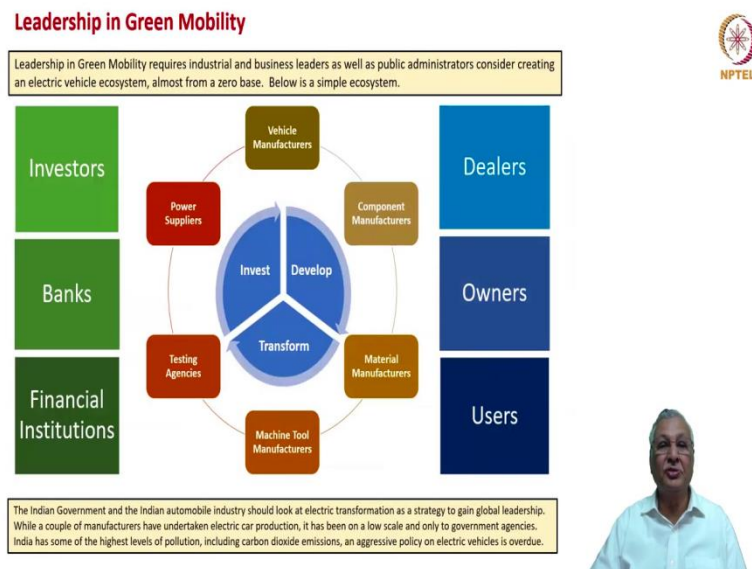 Leadership in Green Mobility
NPTEL
Leadership in Green Mobility requires industrial and business leaders as well as public administrators consider creating
an electric vehicle ecosystem, almost from a zero base. Below is a simple ecosystem.
Investors
Banks
Financial
Institutions
Vehicle
Manufacturers
Power
Suppliers
Component
Manufacturers
Invest
Develop
Transform
Testing
Agencies
Material
Manufacturers
Machine Tool
Manufacturers
Dealers
Owners
Users
The Indian Government and the Indian automobile industry should look at electric transformation as a strategy to gain global leadership.
While a couple of manufacturers have undertaken electric car production, it has been on a low scale and only to government agencies.
India has some of the highest levels of pollution, including carbon dioxide emissions, an aggressive policy on electric vehicles is overdue.